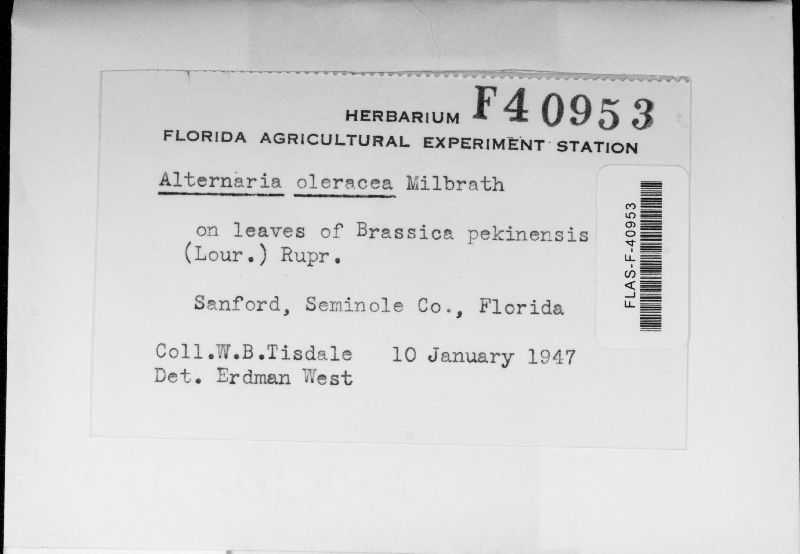 HERBARIUM F40953
FLORIDA AGRICULTURAL EXPERIMENT STATION
Alternaria oleracea Milbrath
on leaves of Brassica pekinensis
(Lour.) Rupr.
Sanford, Seminole Co., Florida
Coll.W.B.Tisdale 10 January 1947
Det. Erdman West
FLAS-F-40953